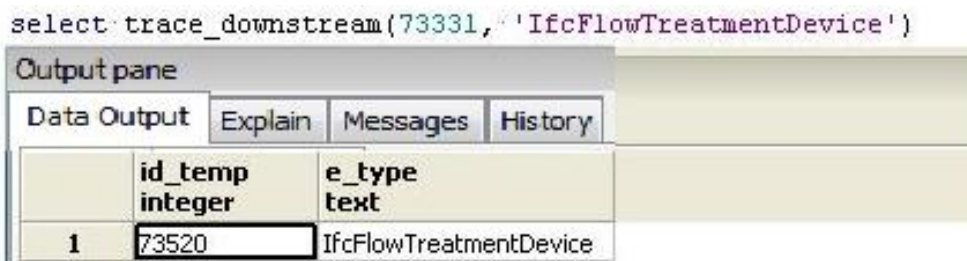 select trace_downstream(73331, 'IfcFlowTreatmentDevice')
Output pane
Data Output Explain Messages History
id_temp e_type
integer text
1 73520 IfcFlowTreatmentDevice